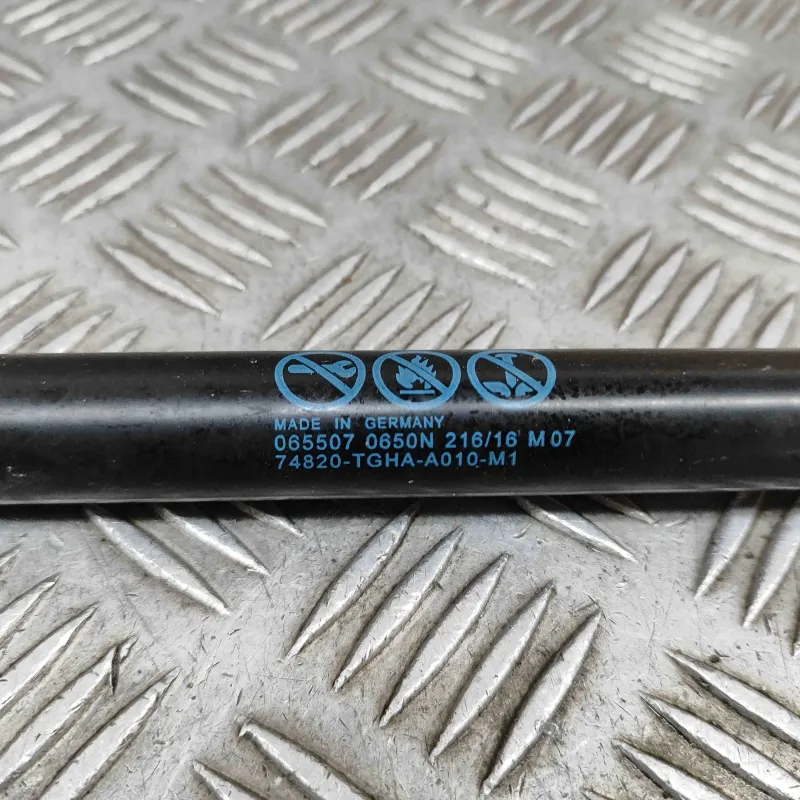 MADE IN GERMANY
065507 0650N 216/16 M07
74820-TGHA-A010-M1